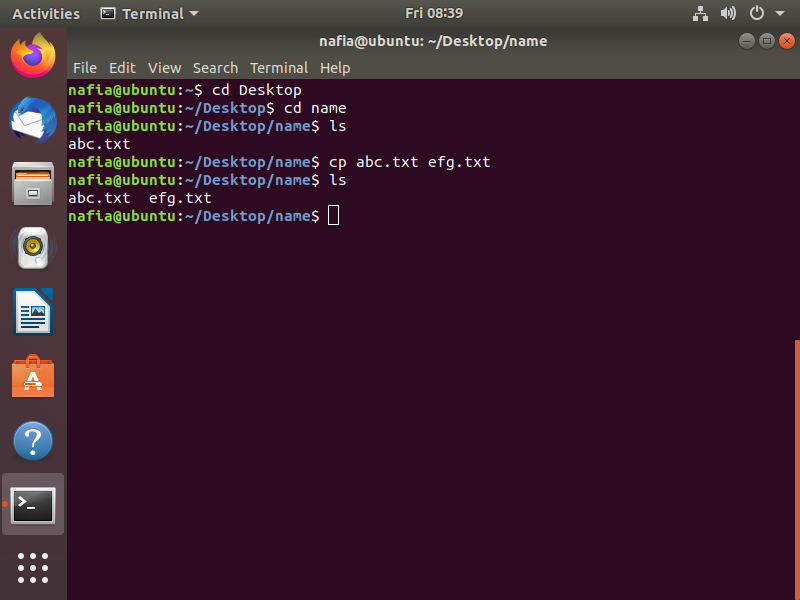 Activities Terminal Fri 08:39
nafia@ubuntu: ~/Desktop/name
File Edit View Search Terminal Help
nafia@ubuntu:~$ cd Desktop
nafia@ubuntu:~/Desktop$ cd name
nafia@ubuntu:~/Desktop/name$ ls
abc.txt
nafia@ubuntu:~/Desktop/name$ cp abc.txt efg.txt
nafia@ubuntu:~/Desktop/name$ ls
abc.txt  efg.txt
nafia@ubuntu:~/Desktop/name$